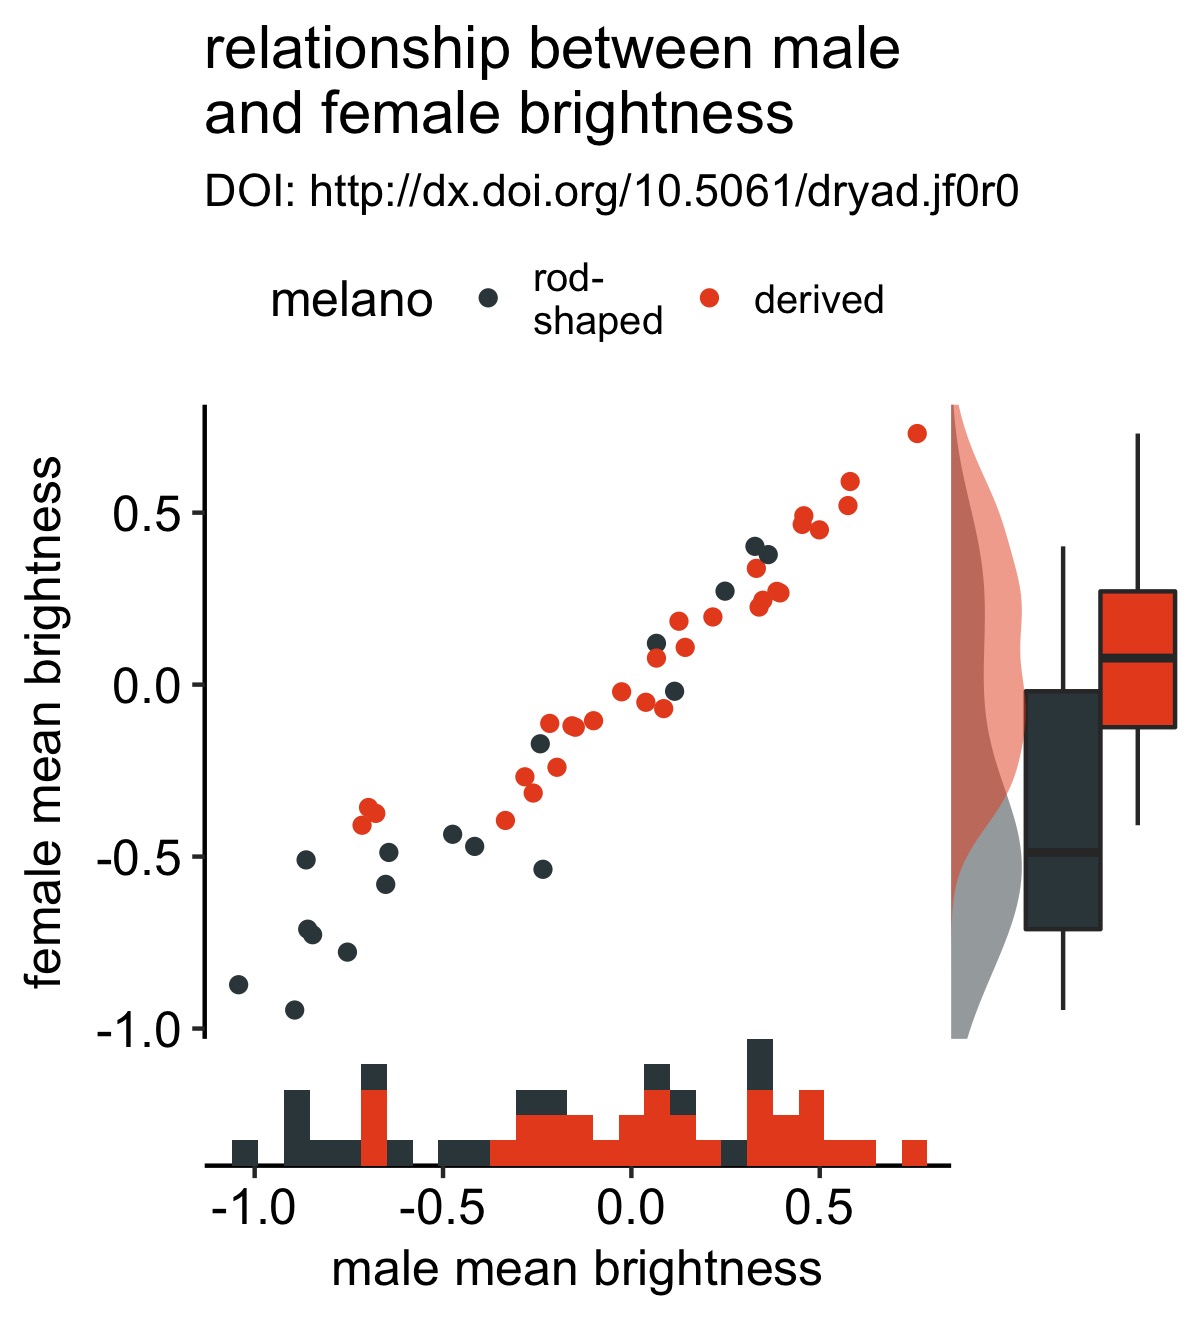 relationship between male
and female brightness
DOI: http://dx.doi.org/10.5061/dryad.jf0r0
melano
rod-
shaped
derived
female mean brightness
0.5
0.0
-0.5
-1.0
-1.0 -0.5 0.0 0.5
male mean brightness